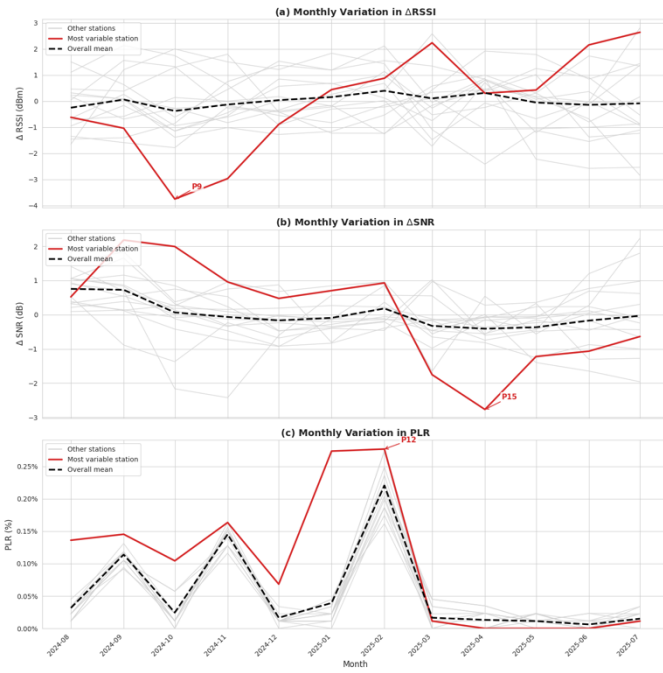 (a) Monthly Variation in ΔRSSI
Other stations
Most variable station
Overall mean
Δ RSSI (dBm)
3
2
1
0
−1
−2
−3
−4
P9
(b) Monthly Variation in ΔSNR
Other stations
Most variable station
Overall mean
Δ SNR (dB)
2
1
0
−1
−2
−3
P15
(c) Monthly Variation in PLR
P12
Other stations
Most variable station
Overall mean
PLR (%)
0.25%
0.20%
0.15%
0.10%
0.05%
0.00%
2024-08
2024-09
2024-10
2024-11
2024-12
2025-01
2025-02
2025-03
2025-04
2025-05
2025-06
2025-07
Month